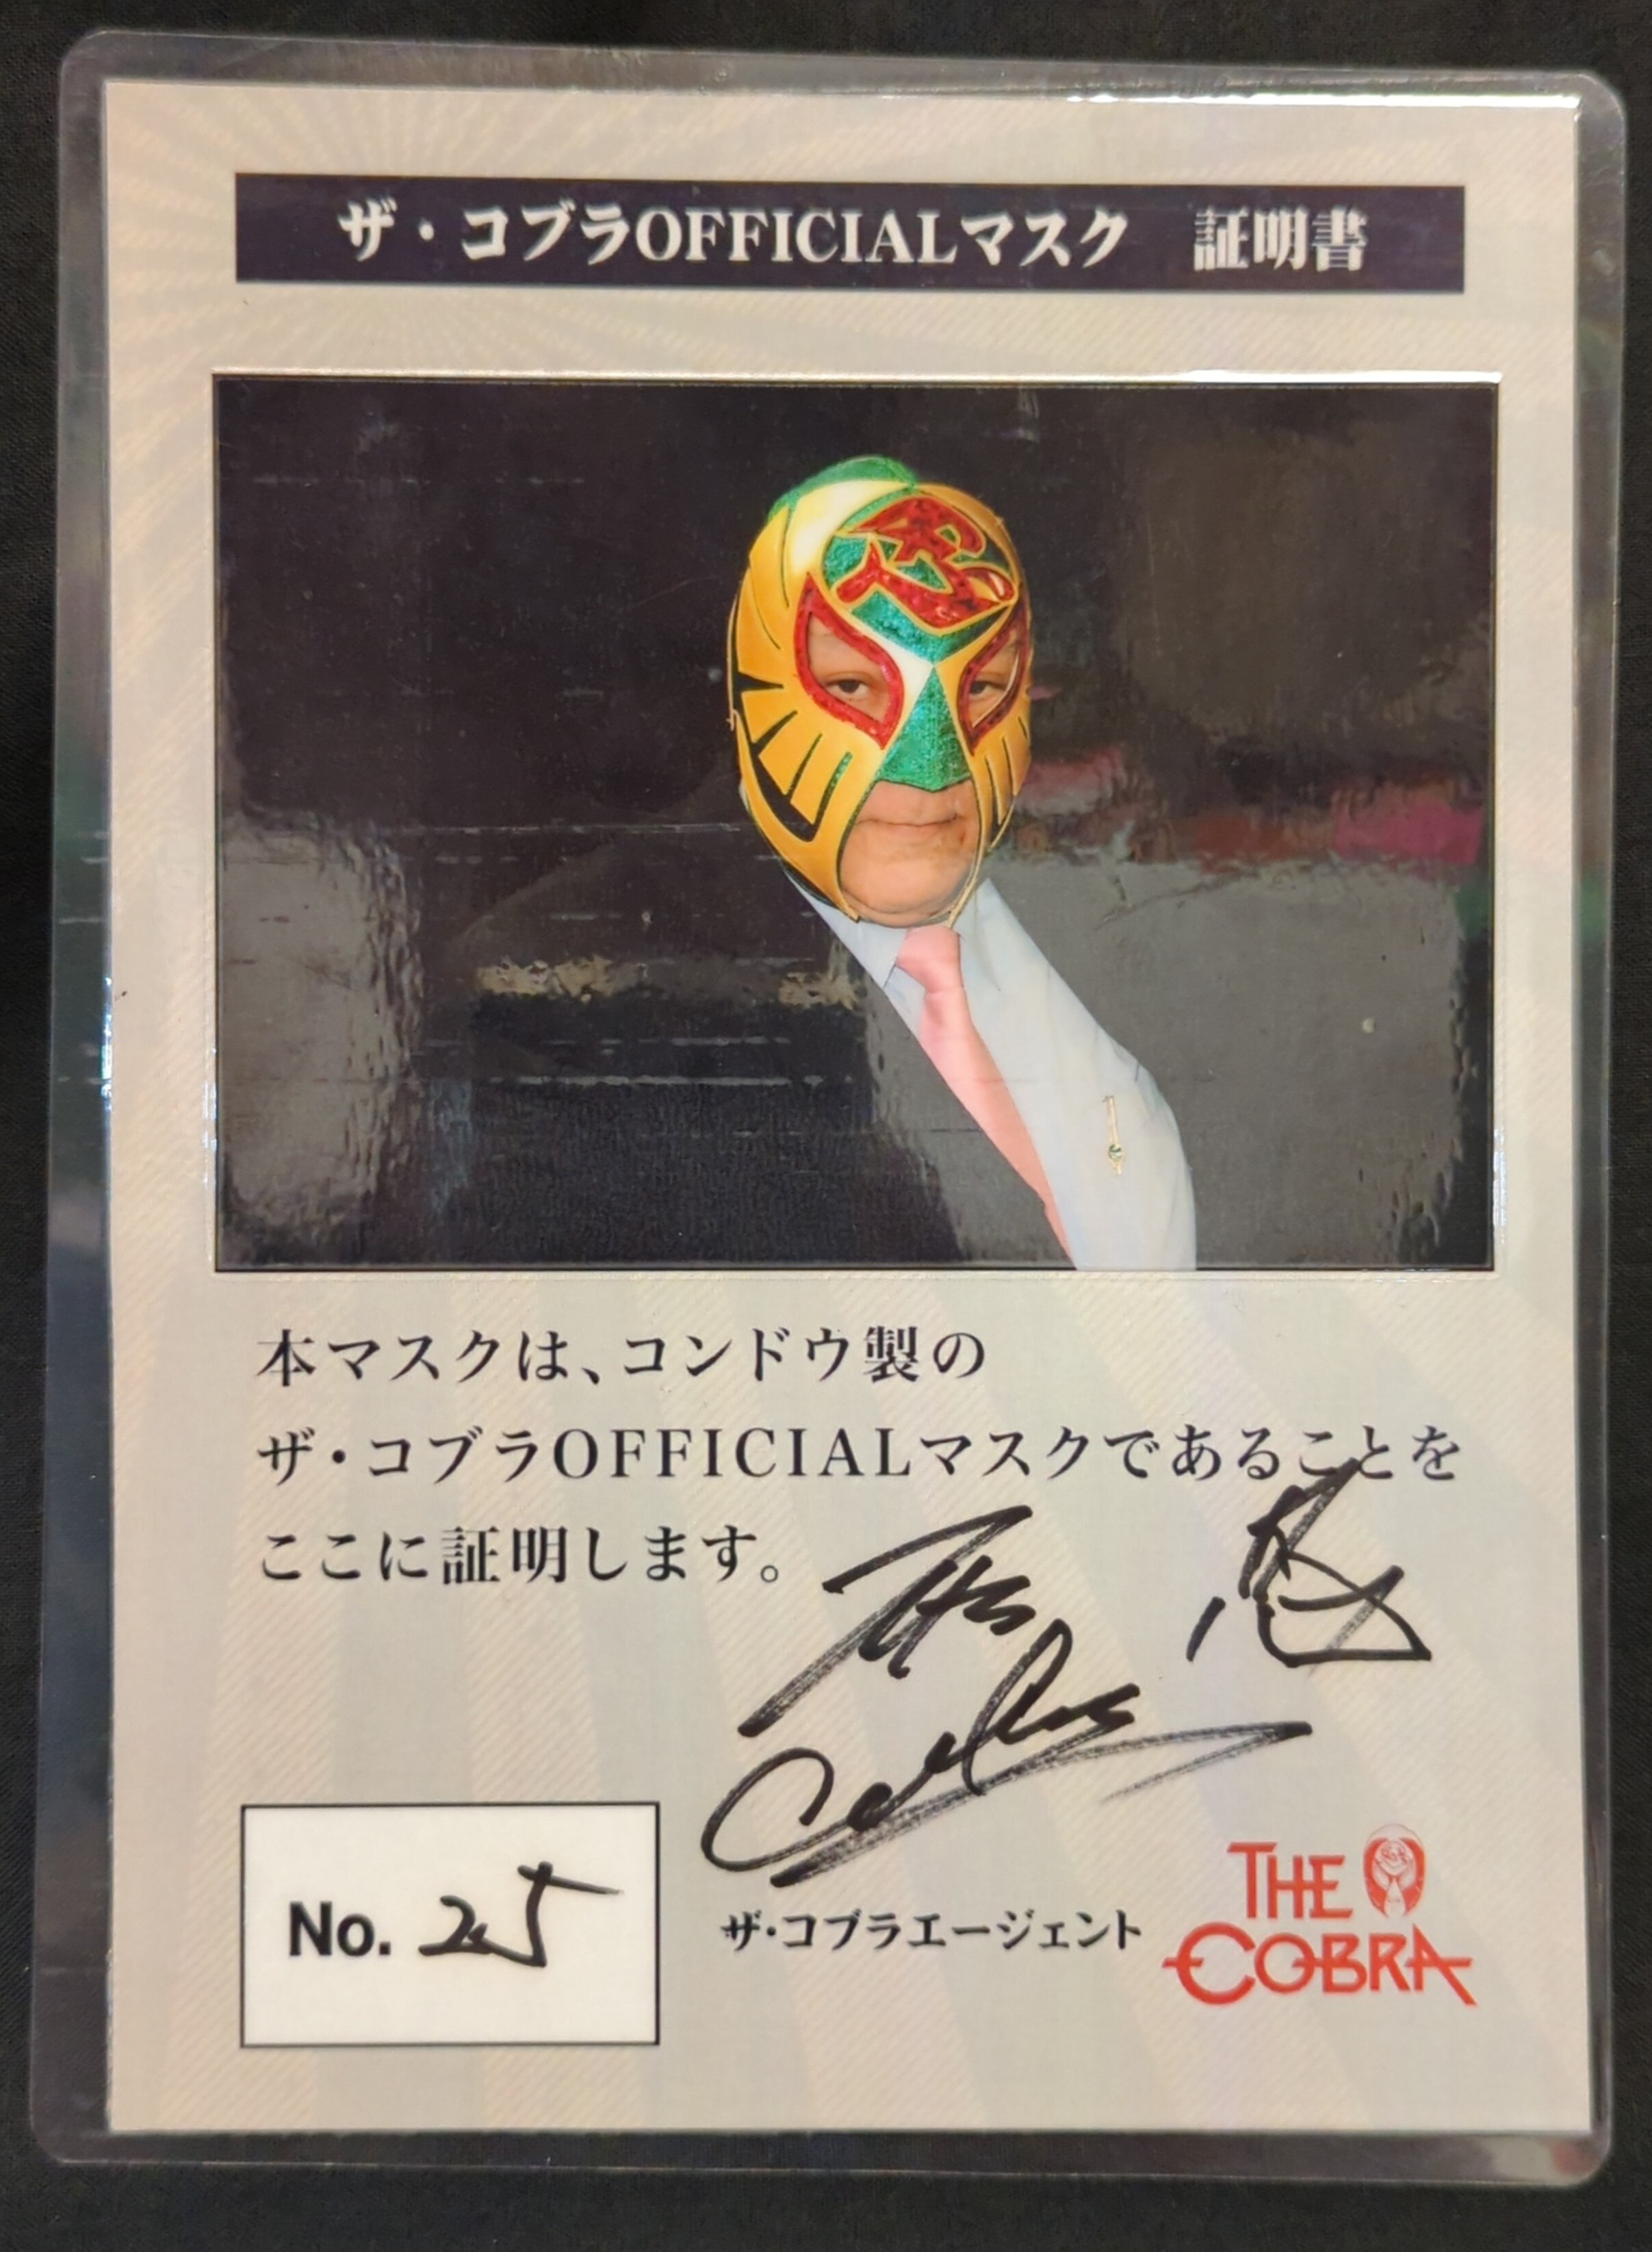 ザ・コブラOFFICIALマスク　証明書
本マスクは、コンドウ製の
ザ・コブラOFFICIALマスクであることを
ここに証明します。
The
Cobra
忍
No. 25
ザ・コブラエージェント
THE
COBRA